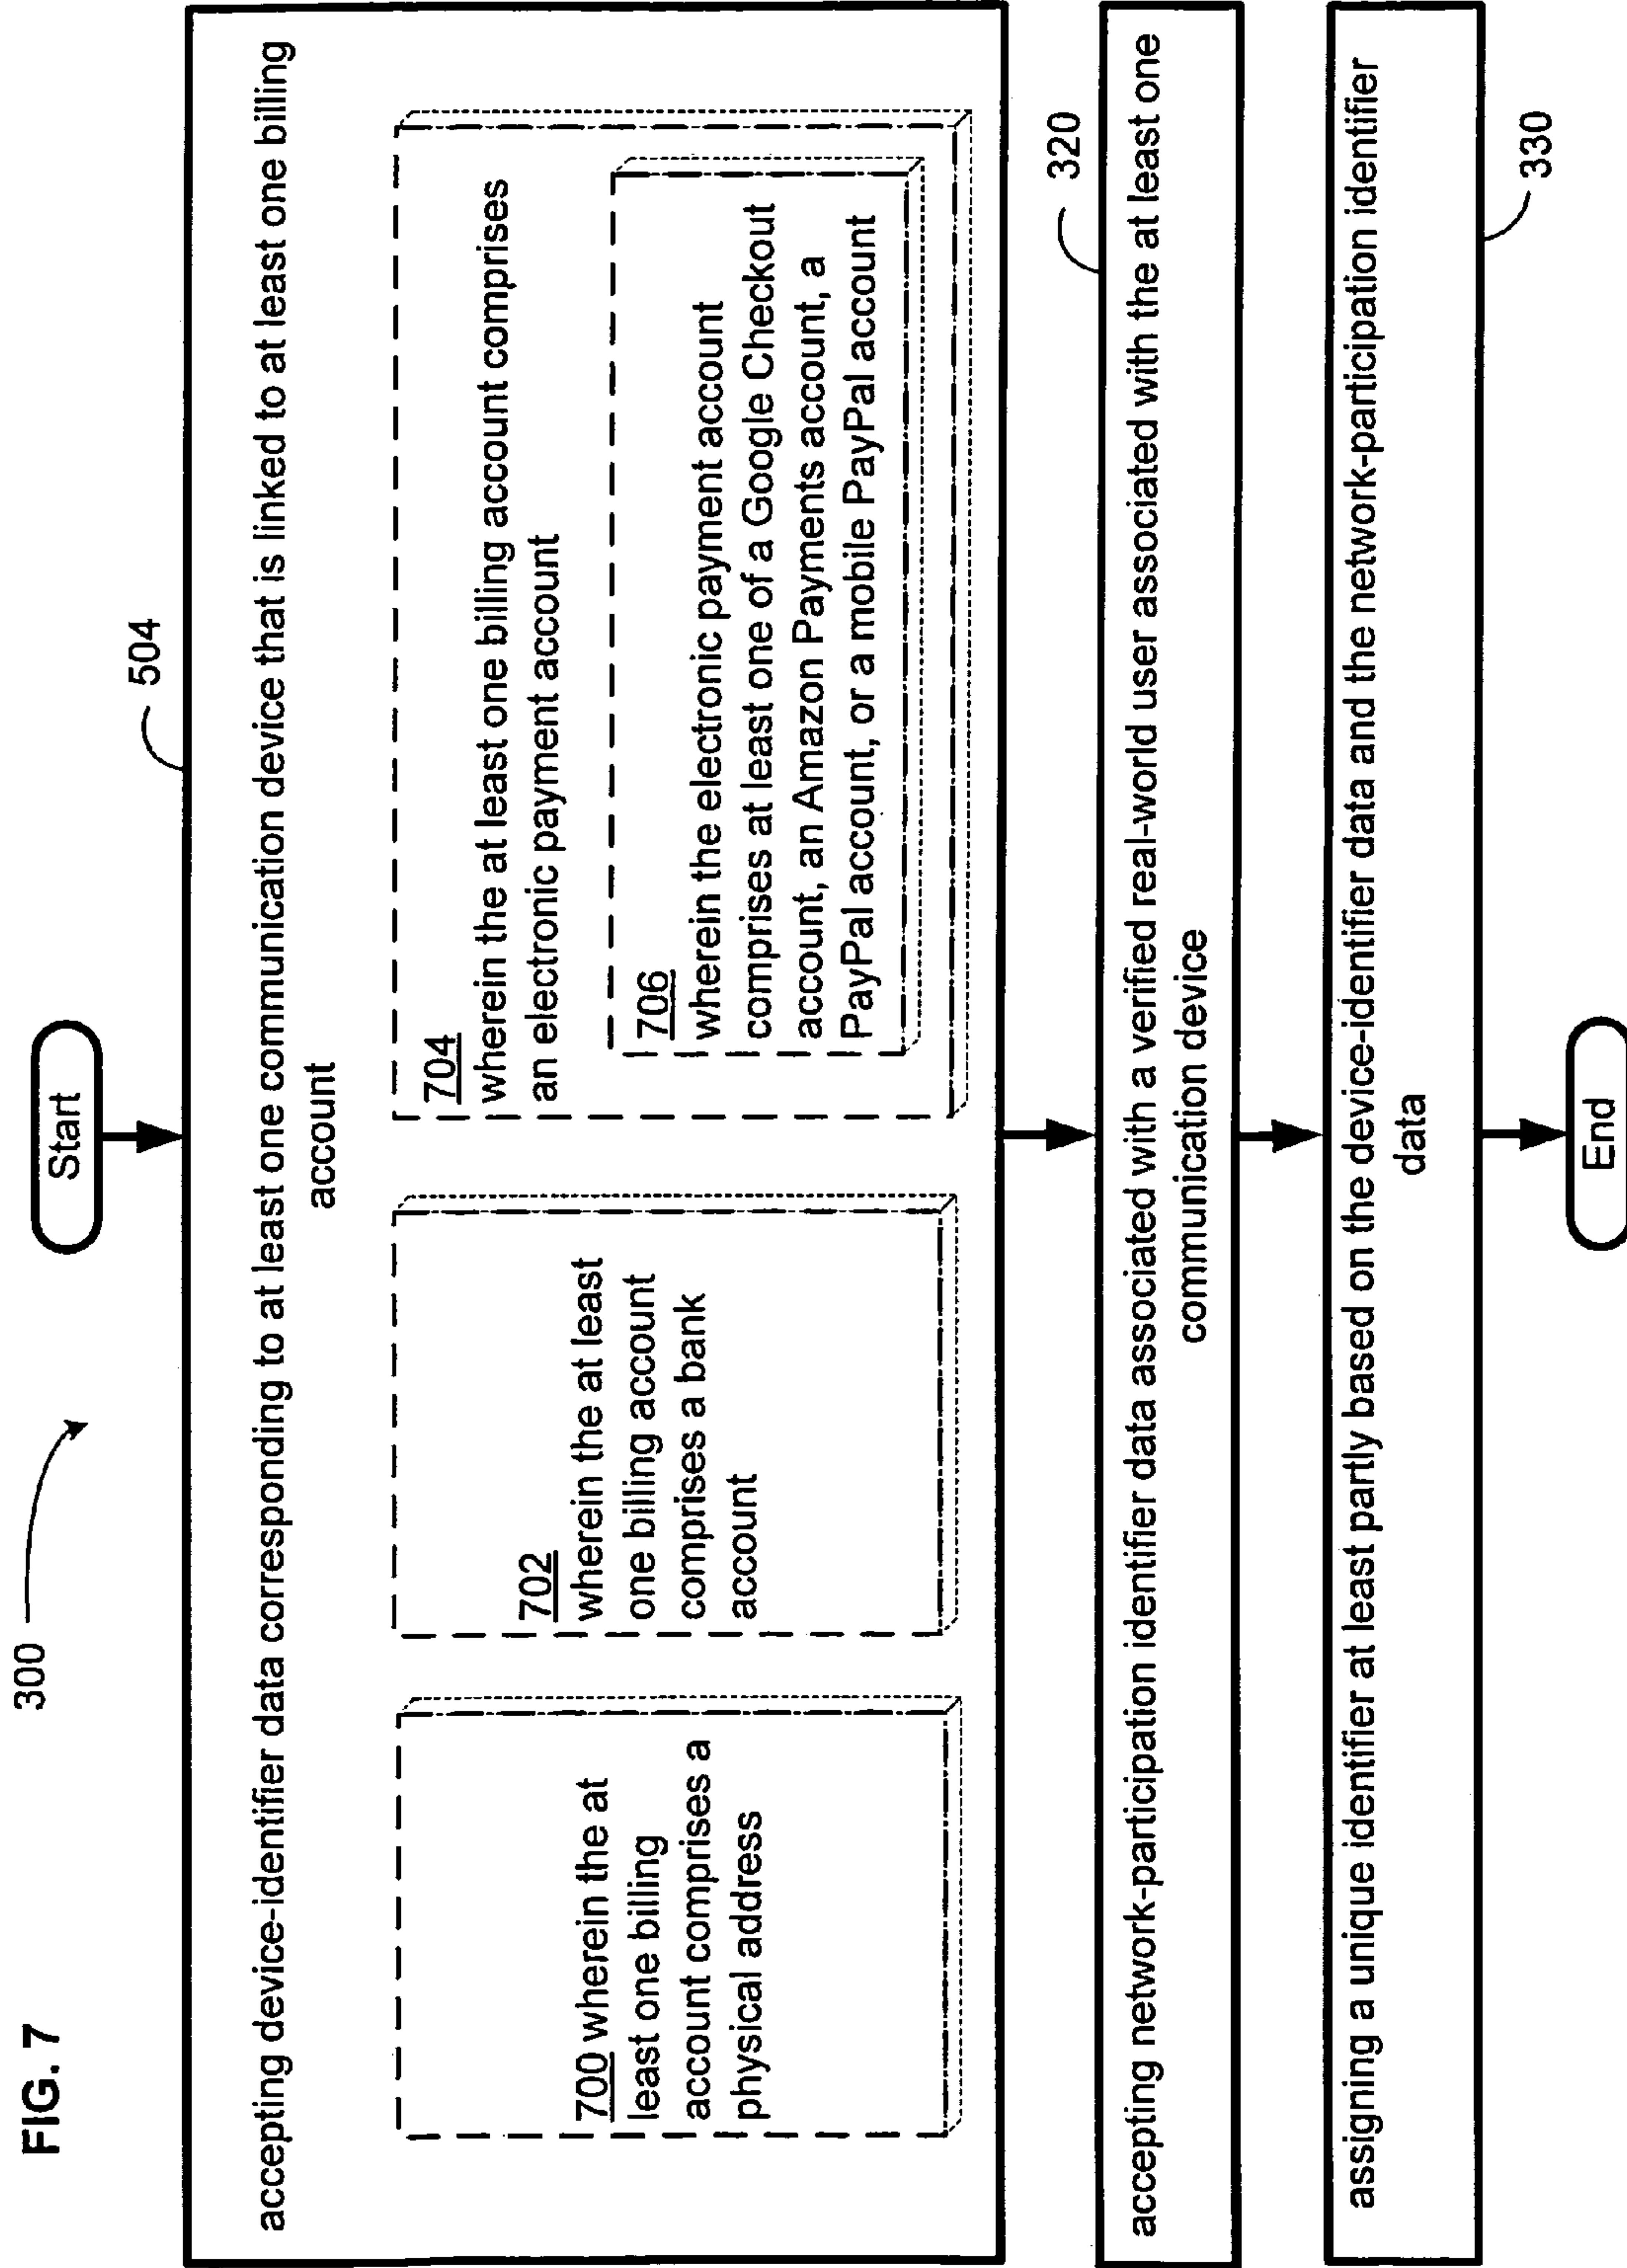 FIG. 7
300
Start
504
accepting device-identifier data corresponding to at least one communication device that is linked to at least one billing
account
700 wherein the at
least one billing
account comprises a
physical address
702
wherein the at least
one billing account
comprises a bank
account
704
wherein the at least one billing account comprises
an electronic payment account
706
wherein the electronic payment account
comprises at least one of a Google Checkout
account, an Amazon Payments account, a
PayPal account, or a mobile PayPal account
320
accepting network-participation identifier data associated with a verified real-world user associated with the at least one
communication device
assigning a unique identifier at least partly based on the device-identifier data and the network-participation identifier
data
330
End